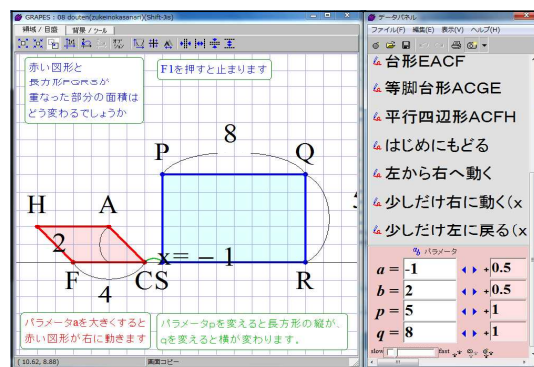 GRAPES : 08 douten(zukeinokasanari)(Shift-Jis)
領域 / 目盛
背景 / ツール
赤い図形と
長方形PQRSが
重なった部分の面積は
どう変わるでしょうか
F1を押すと止まります
8
P
Q
H
A
2
x= － 1
F
C
S
R
4
パラメータaを大きくすると
赤い図形が右に動きます
パラメータpを変えると長方形の縦が、
qを変えると横が変わります。
( 10.62, 8.88)
画面コピー
データパネル
ファイル(F) 編集(E) 表示(V) ヘルプ(H)
台形EACF
等脚台形ACGE
平行四辺形ACFH
はじめにもどる
左から右へ動く
少しだけ右に動く(x
少しだけ左に戻る(x
パラメータ
a = -1 +0.5
b = 2 +0.5
p = 5 +1
q = 8 +1
slow fast